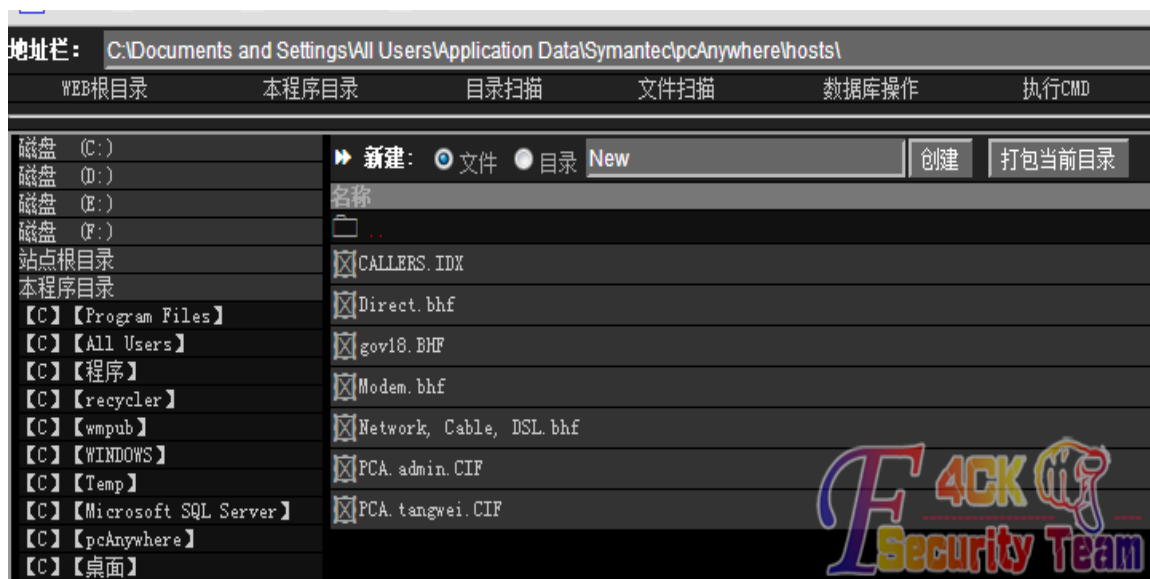 地址栏： C:\Documents and Settings\All Users\Application Data\Symantec\pcAnywhere\hosts\
WEB根目录 本程序目录 目录扫描 文件扫描 数据库操作 执行CMD
磁盘 (C:)
磁盘 (D:)
磁盘 (E:)
磁盘 (F:)
站点根目录
本程序目录
【C】【Program Files】
【C】【All Users】
【C】【程序】
【C】【recycler】
【C】【wmpub】
【C】【WINDOWS】
【C】【Temp】
【C】【Microsoft SQL Server】
【C】【pcAnywhere】
【C】【桌面】
新建： 文件 目录 New 创建 打包当前目录
名称
..
CALLERS.IDX
Direct.bhf
gov18.BHF
Modem.bhf
Network, Cable, DSL.bhf
PCA.admin.CIF
PCA.tangwei.CIF
F4CK
Security Team